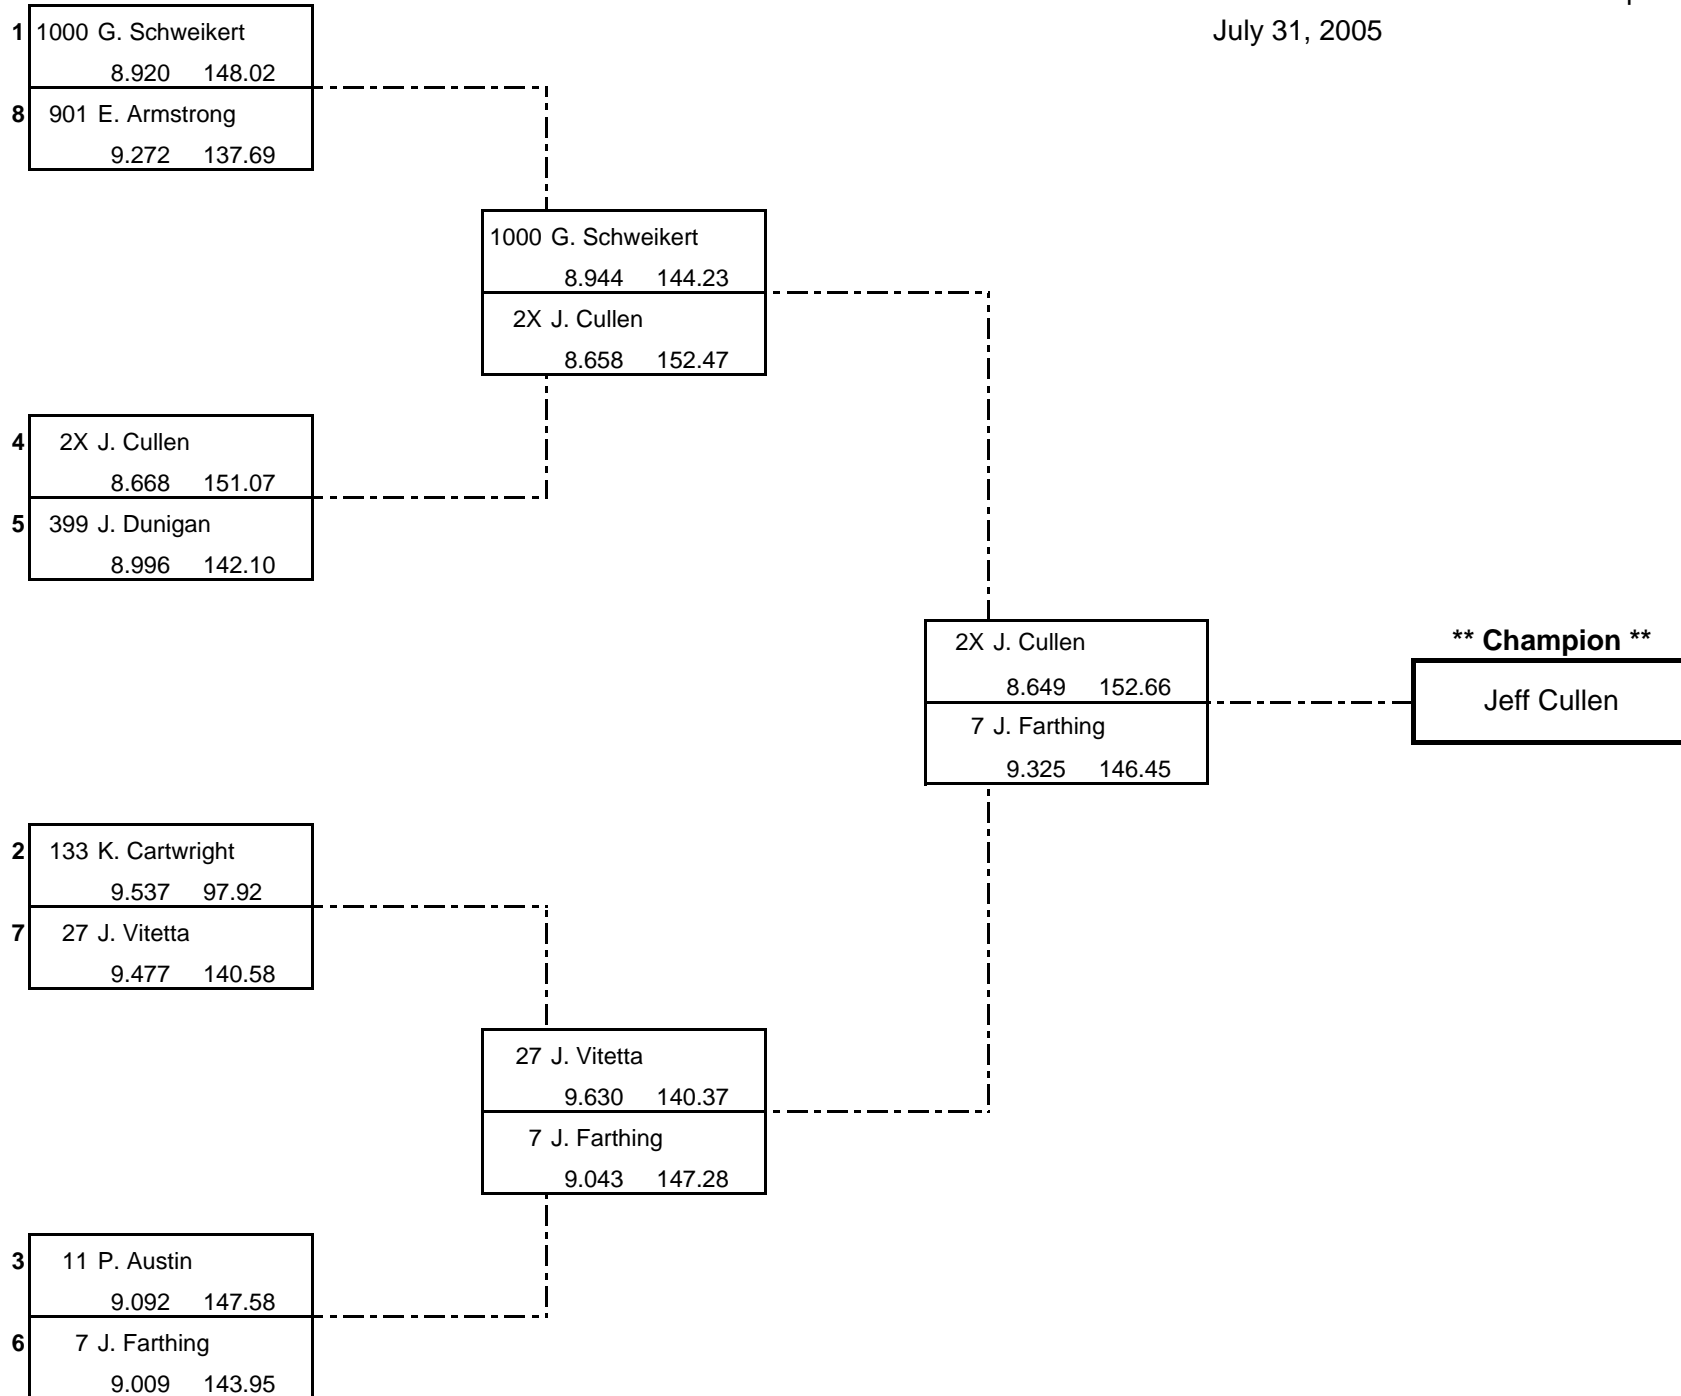 July 31, 2005
1 1000 G. Schweikert
8.920 148.02
8 901 E. Armstrong
9.272 137.69
1000 G. Schweikert
8.944 144.23
2X J. Cullen
8.658 152.47
4 2X J. Cullen
8.668 151.07
5 399 J. Dunigan
8.996 142.10
2X J. Cullen
8.649 152.66
7 J. Farthing
9.325 146.45
** Champion **
Jeff Cullen
2 133 K. Cartwright
9.537 97.92
7 27 J. Vitetta
9.477 140.58
27 J. Vitetta
9.630 140.37
7 J. Farthing
9.043 147.28
3 11 P. Austin
9.092 147.58
6 7 J. Farthing
9.009 143.95